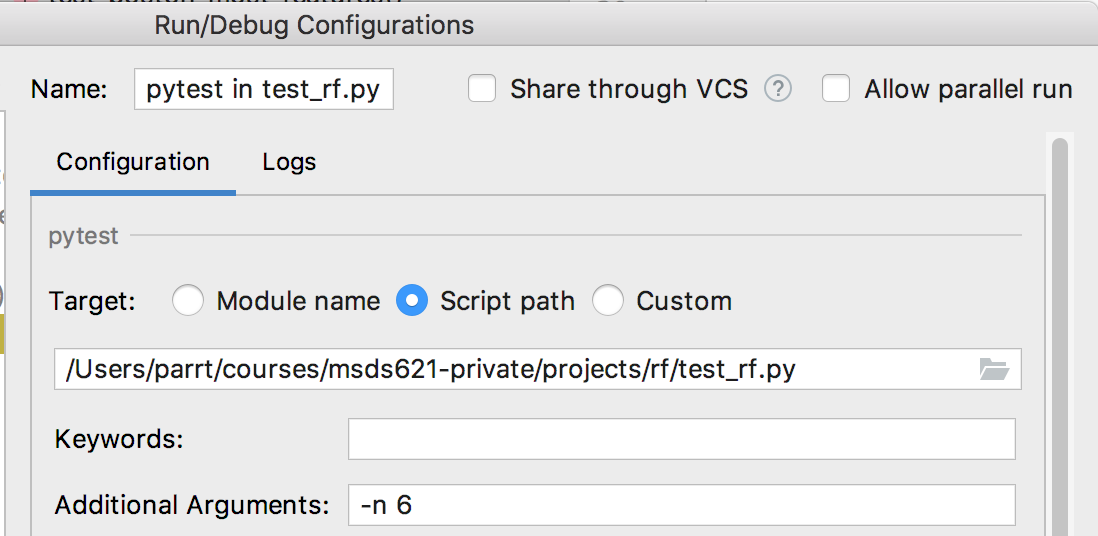 Run/Debug Configurations
Name: pytest in test_rf.py Share through VCS ? Allow parallel run
Configuration Logs
pytest
Target: Module name Script path Custom
/Users/parrt/courses/msds621-private/projects/rf/test_rf.py
Keywords:
Additional Arguments: -n 6